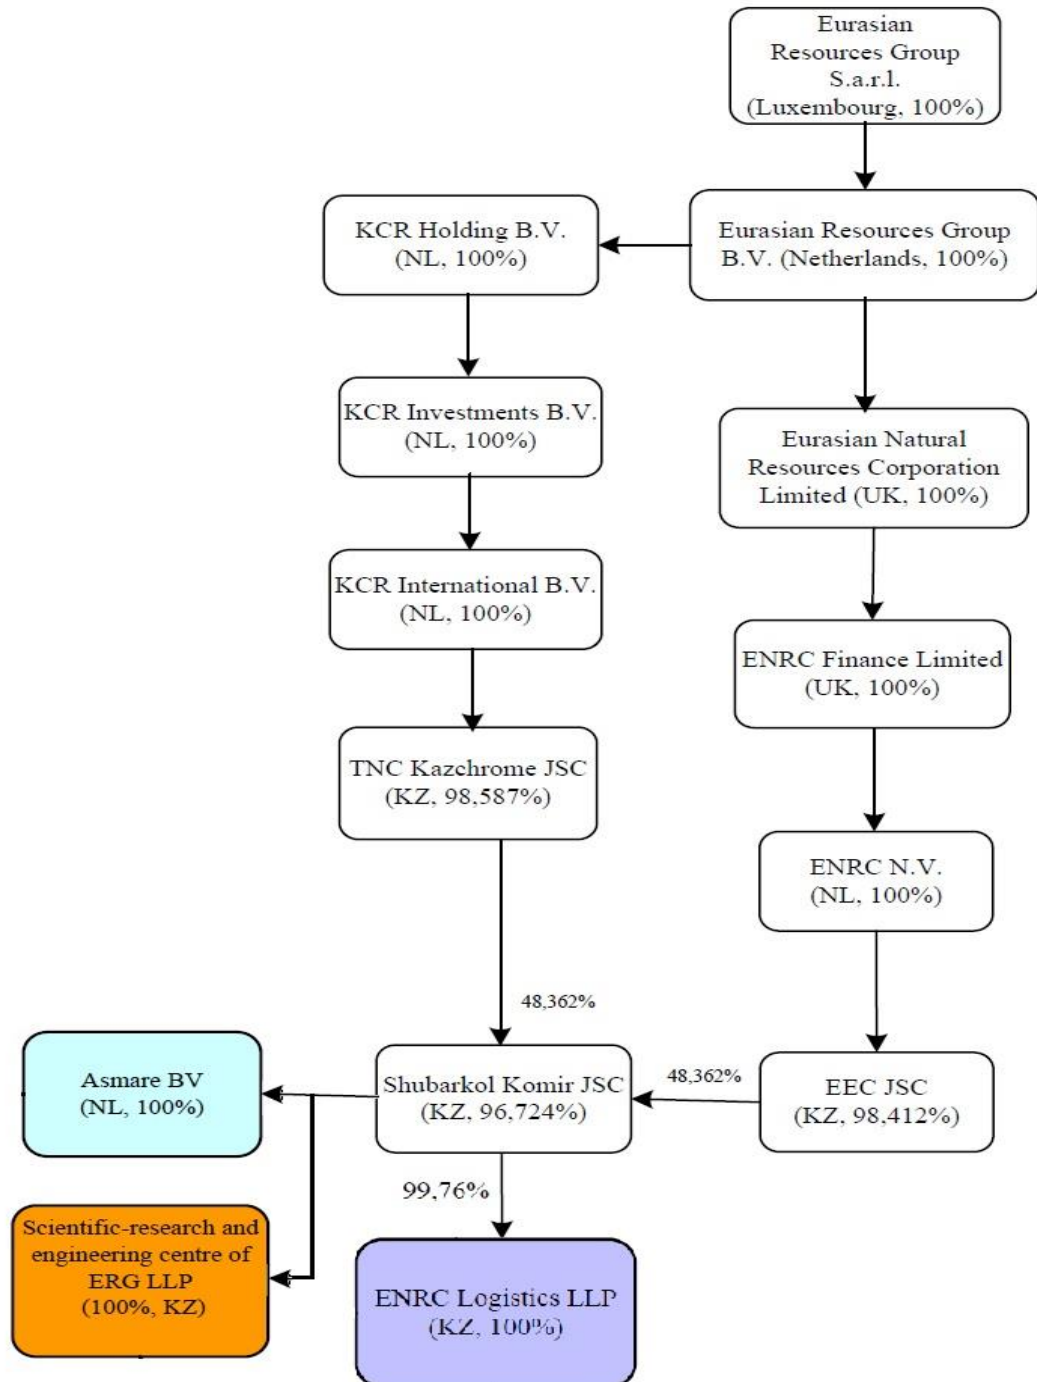 Eurasian
Resources Group
S.a.r.l.
(Luxembourg, 100%)
KCR Holding B.V.
(NL, 100%)
Eurasian Resources Group
B.V. (Netherlands, 100%)
KCR Investments B.V.
(NL, 100%)
Eurasian Natural
Resources Corporation
Limited (UK, 100%)
KCR International B.V.
(NL, 100%)
ENRC Finance Limited
(UK, 100%)
TNC Kazchrome JSC
(KZ, 98,587%)
ENRC N.V.
(NL, 100%)
48,362%
Asmare BV
(NL, 100%)
Shubarkol Komir JSC
(KZ, 96,724%)
48,362%
EEC JSC
(KZ, 98,412%)
99,76%
Scientific-research and
engineering centre of
ERG LLP
(100%, KZ)
ENRC Logistics LLP
(KZ, 100%)